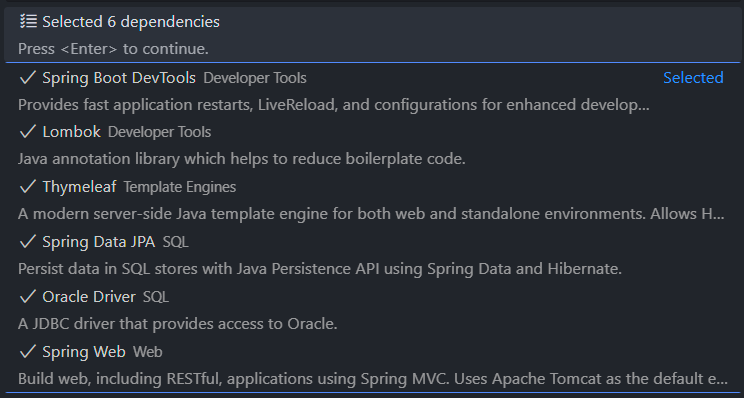 Selected 6 dependencies
Press <Enter> to continue.
Spring Boot DevTools Developer Tools Selected
Provides fast application restarts, LiveReload, and configurations for enhanced develop...
Lombok Developer Tools
Java annotation library which helps to reduce boilerplate code.
Thymeleaf Template Engines
A modern server-side Java template engine for both web and standalone environments. Allows H...
Spring Data JPA SQL
Persist data in SQL stores with Java Persistence API using Spring Data and Hibernate.
Oracle Driver SQL
A JDBC driver that provides access to Oracle.
Spring Web Web
Build web, including RESTful, applications using Spring MVC. Uses Apache Tomcat as the default e...